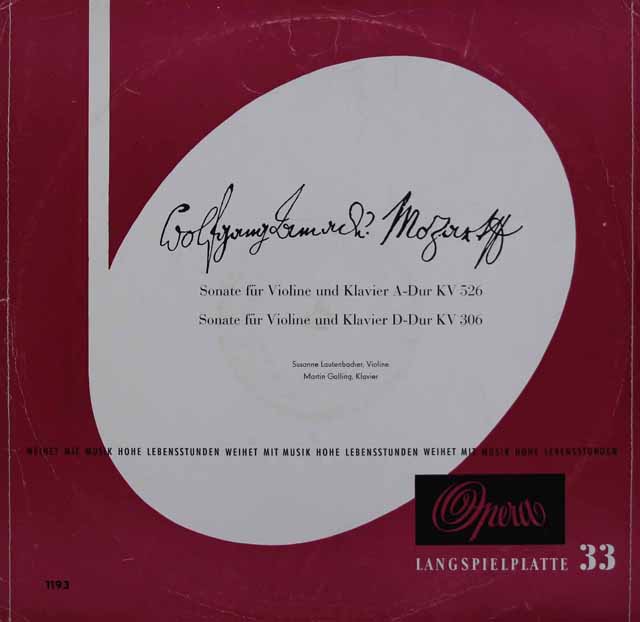 Wolfgang Amadè Mozart
Sonate für Violine und Klavier A-Dur KV 526
Sonate für Violine und Klavier D-Dur KV 306
Susanne Lautenbacher, Violine
Martin Galling, Klavier
WEIHET MIT MUSIK HOHE LEBENSSTUNDEN WEIHET MIT MUSIK HOHE LEBENSSTUNDEN WEIHET MIT MUSIK HOHE LEBENSSTUNDEN
Opera
LANGSPIELPLATTE 33
1193